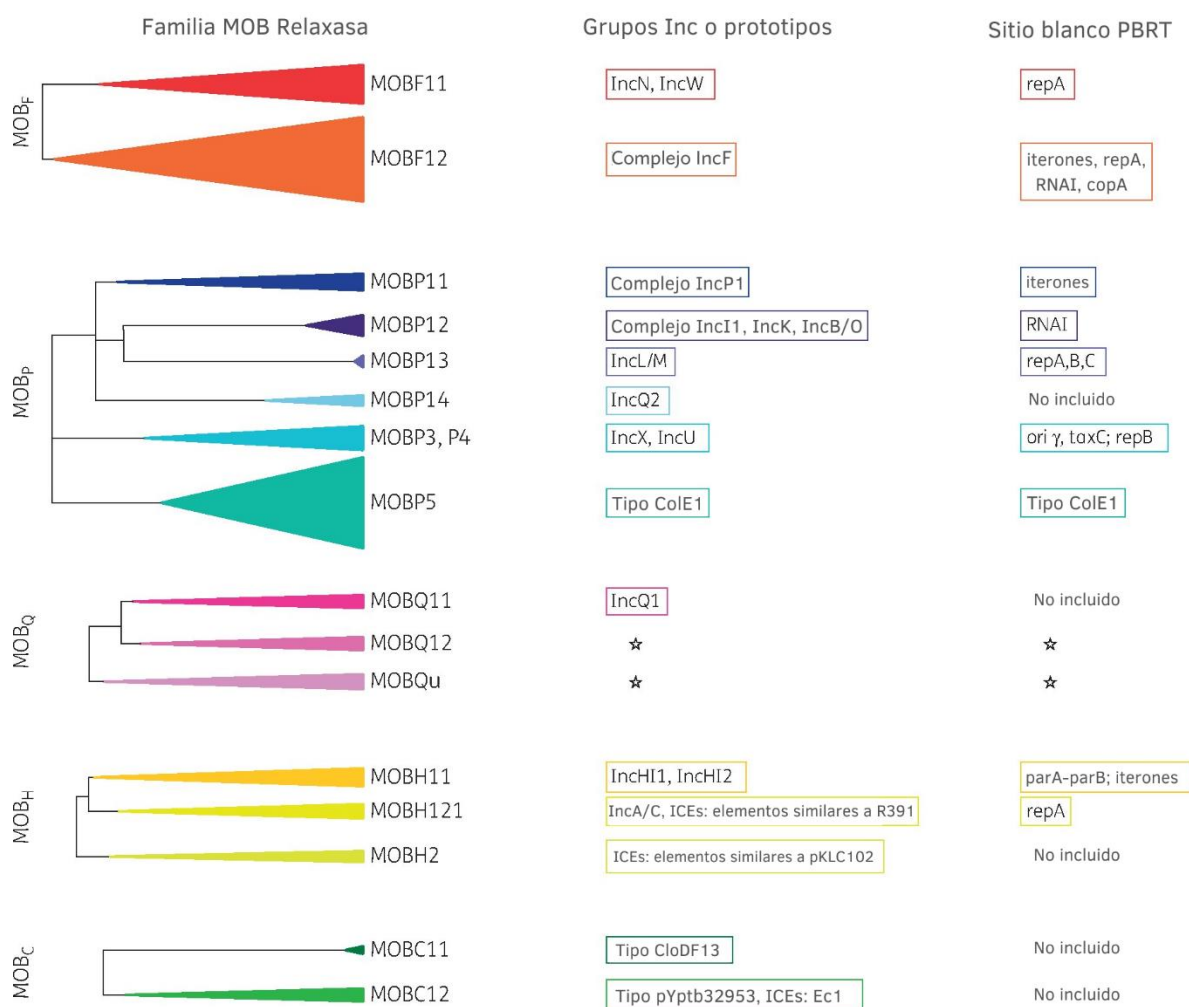 Familia MOB Relaxasa Grupos Inc o prototipos Sitio blanco PBRT
MOBF
MOBF11 IncN, IncW repA
MOBF12 Complejo IncF iterones, repA,
RNAI, copA
MOBP
MOBP11 Complejo IncP1 iterones
MOBP12 Complejo IncI1, IncK, IncB/O RNAI
MOBP13 IncL/M repA,B,C
MOBP14 IncQ2 No incluido
MOBP3, P4 IncX, IncU ori γ, taxC; repB
MOBP5 Tipo ColE1 Tipo ColE1
MOBQ
MOBQ11 IncQ1 No incluido
MOBQ12 ☆ ☆
MOBQu ☆ ☆
MOBH
MOBH11 IncHI1, IncHI2 parA-parB; iterones
MOBH121 IncA/C, ICEs: elementos similares a R391 repA
MOBH2 ICEs: elementos similares a pKLC102 No incluido
MOBC
MOBC11 Tipo CloDF13 No incluido
MOBC12 Tipo pYptb32953, ICEs: Ec1 No incluido